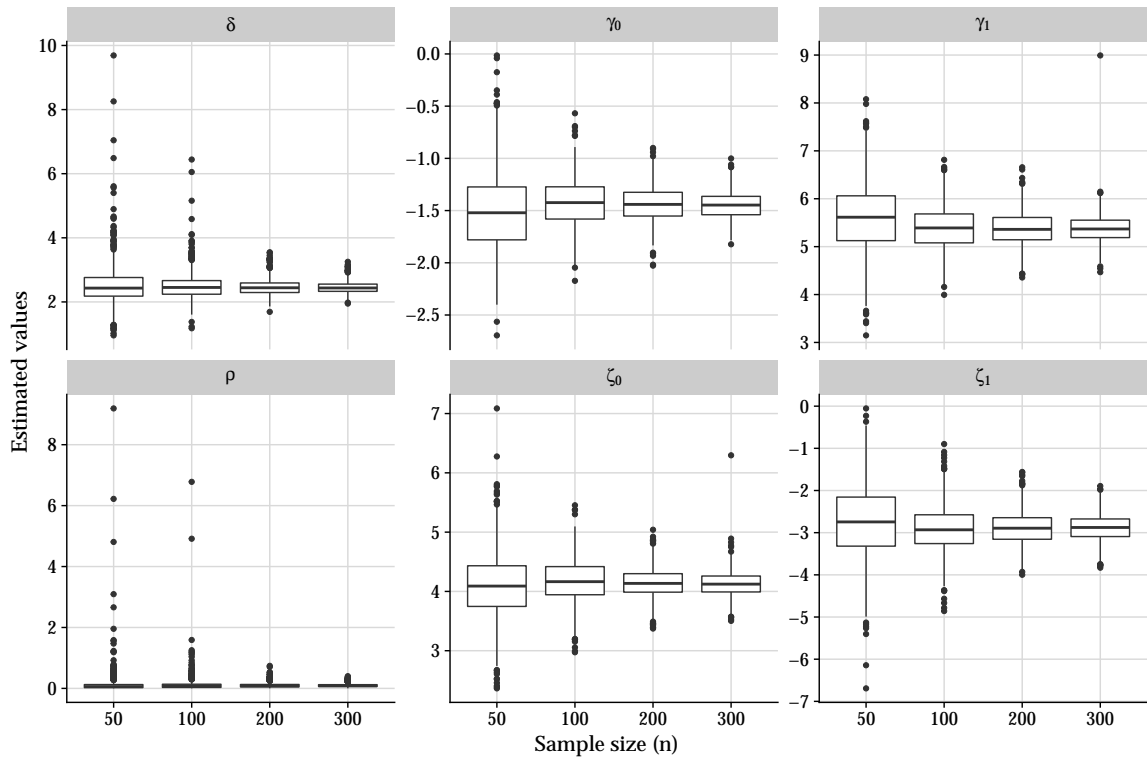 δ γ₀ γ₁
10 0.0 9
8 −0.5 8
6 −1.0 7
4 −1.5 6
2 −2.0 5
−2.5 4
3
Estimated values
ρ ζ₀ ζ₁
8 7 0
6 6 −1
4 5 −2
2 4 −3
0 3 −4
−5
−6
−7
50 100 200 300 50 100 200 300 50 100 200 300
Sample size (n)